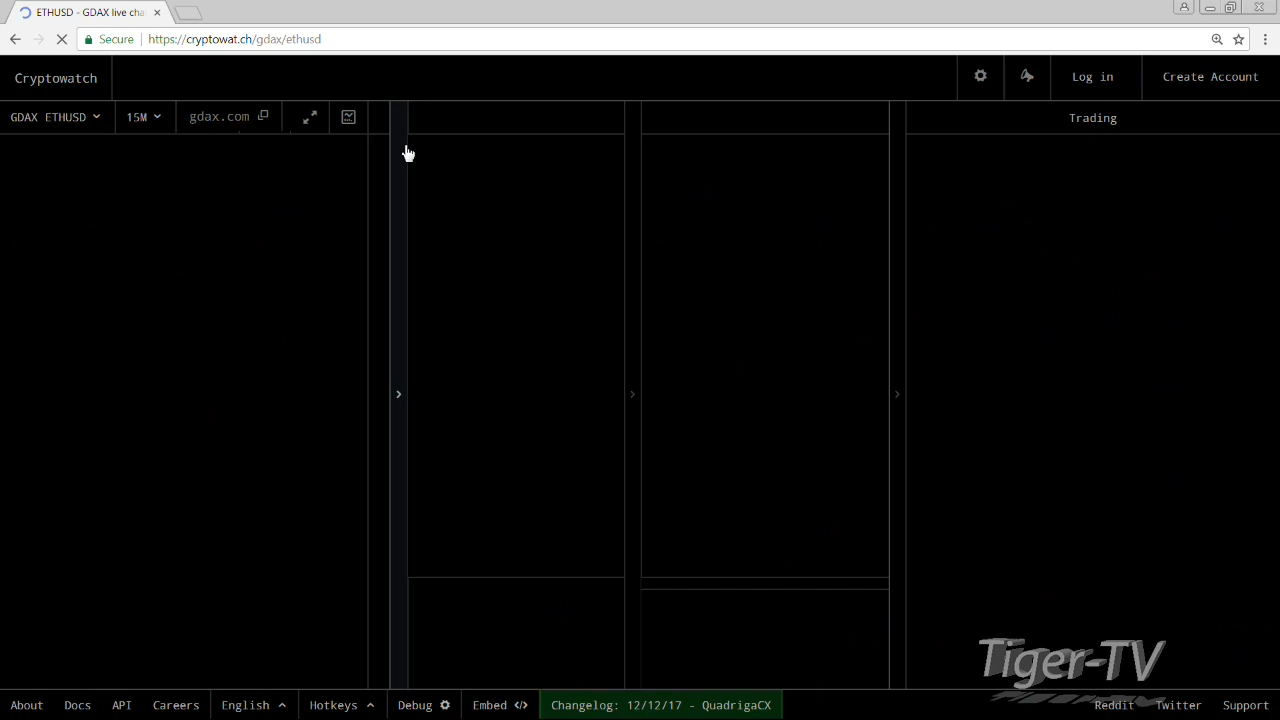 ETHUSD - GDAX live cha
Secure https://cryptowat.ch/gdax/ethusd
Cryptowatch Log in Create Account
GDAX ETHUSD 15M gdax.com Trading
Tiger-TV
About Docs API Careers English Hotkeys Debug Embed Changelog: 12/12/17 - QuadrigaCX Reddit Twitter Support